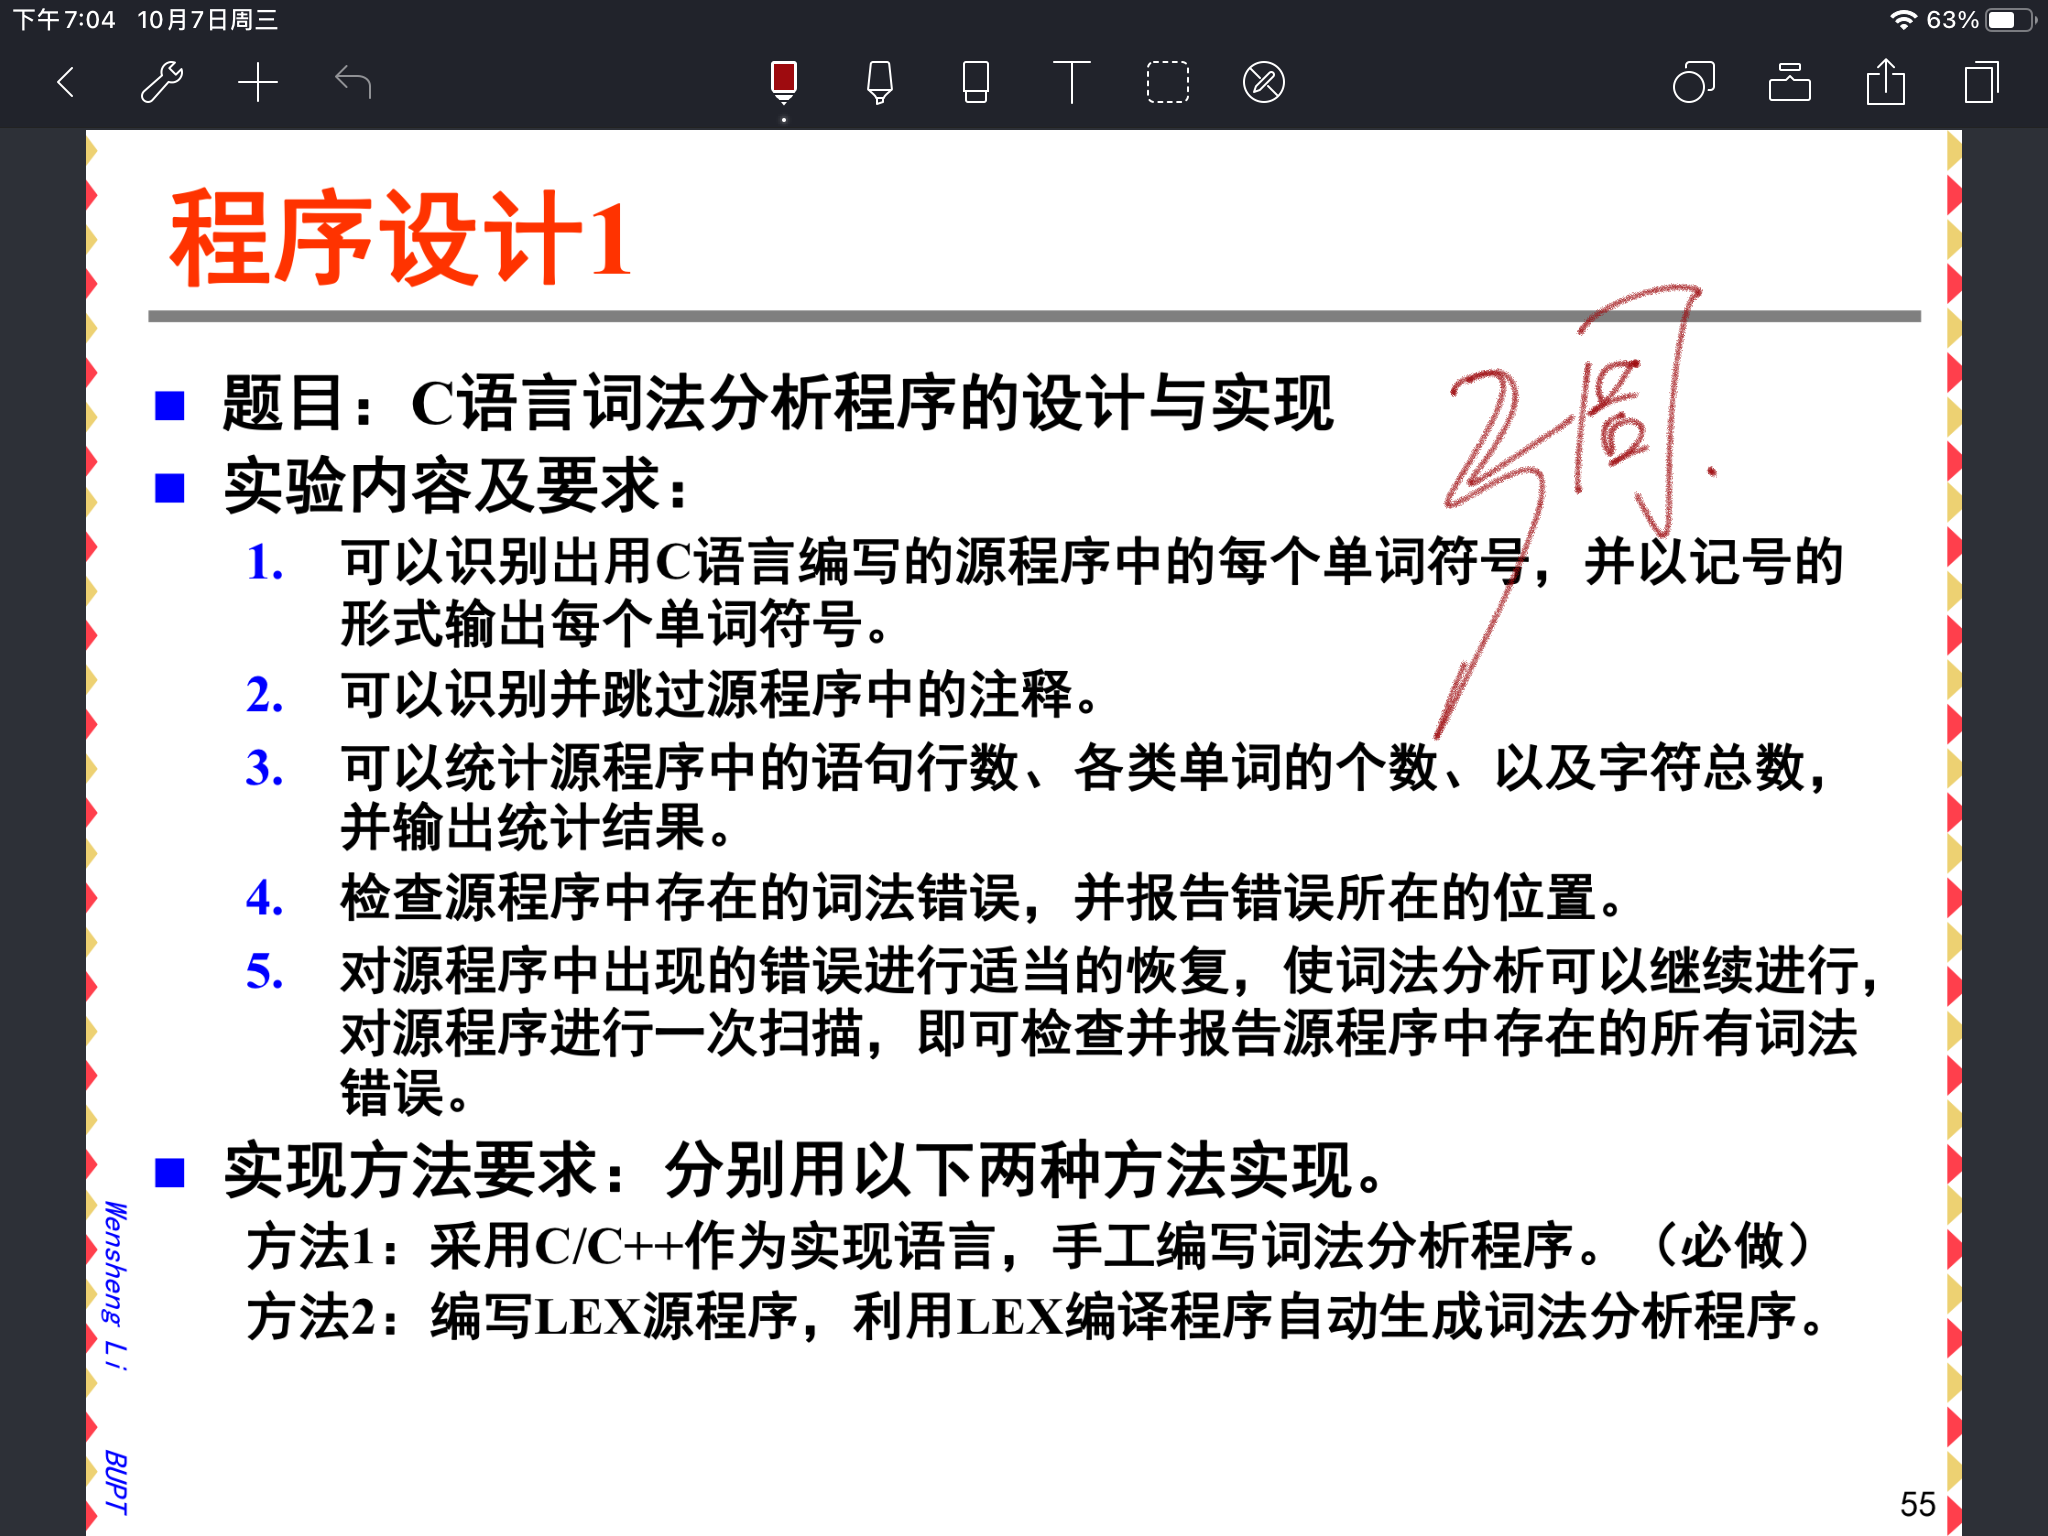 下午7:04 10月7日周三
63%
程序设计1
题目：C语言词法分析程序的设计与实现
实验内容及要求：
1. 可以识别出用C语言编写的源程序中的每个单词符号，并以记号的
形式输出每个单词符号。
2. 可以识别并跳过源程序中的注释。
3. 可以统计源程序中的语句行数、各类单词的个数、以及字符总数，
并输出统计结果。
4. 检查源程序中存在的词法错误，并报告错误所在的位置。
5. 对源程序中出现的错误进行适当的恢复，使词法分析可以继续进行，
对源程序进行一次扫描，即可检查并报告源程序中存在的所有词法
错误。
实现方法要求：分别用以下两种方法实现。
方法1：采用C/C++作为实现语言，手工编写词法分析程序。（必做）
方法2：编写LEX源程序，利用LEX编译程序自动生成词法分析程序。
周.
Wensheng Li BUPT
55